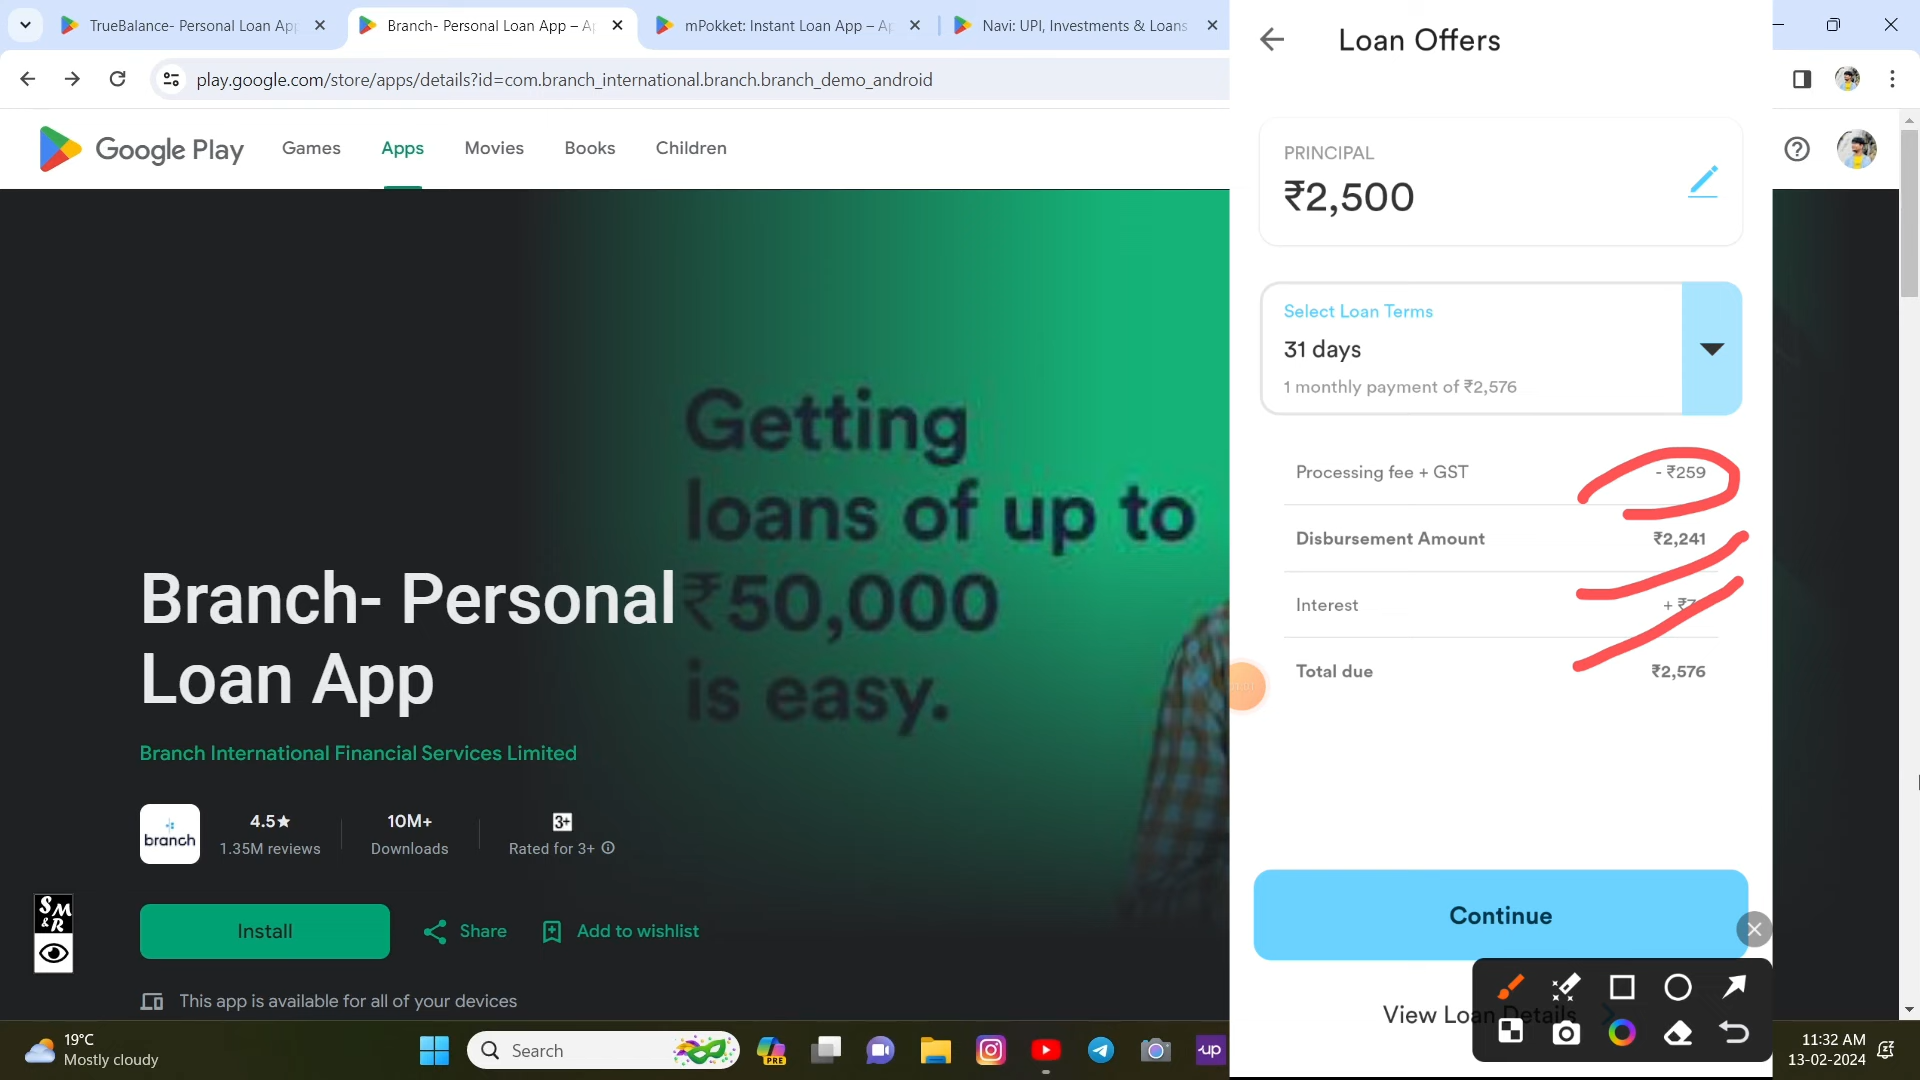 TrueBalance- Personal Loan App
Branch- Personal Loan App – A
mPokket: Instant Loan App – Ap
Navi: UPI, Investments & Loans
play.google.com/store/apps/details?id=com.branch_international.branch.branch_demo_android
Google Play
Games
Apps
Movies
Books
Children
Getting
loans of up to
₹50,000
is easy.
Branch- Personal
Loan App
Branch International Financial Services Limited
branch
4.5★
1.35M reviews
10M+
Downloads
3+
Rated for 3+
Install
Share
Add to wishlist
This app is available for all of your devices
SM
&R
Loan Offers
PRINCIPAL
₹2,500
Select Loan Terms
31 days
1 monthly payment of ₹2,576
Processing fee + GST
- ₹259
Disbursement Amount
₹2,241
Interest
Total due
₹2,576
Continue
View Loan Details
19°C
Mostly cloudy
Search
PRE
up
11:32 AM
13-02-2024